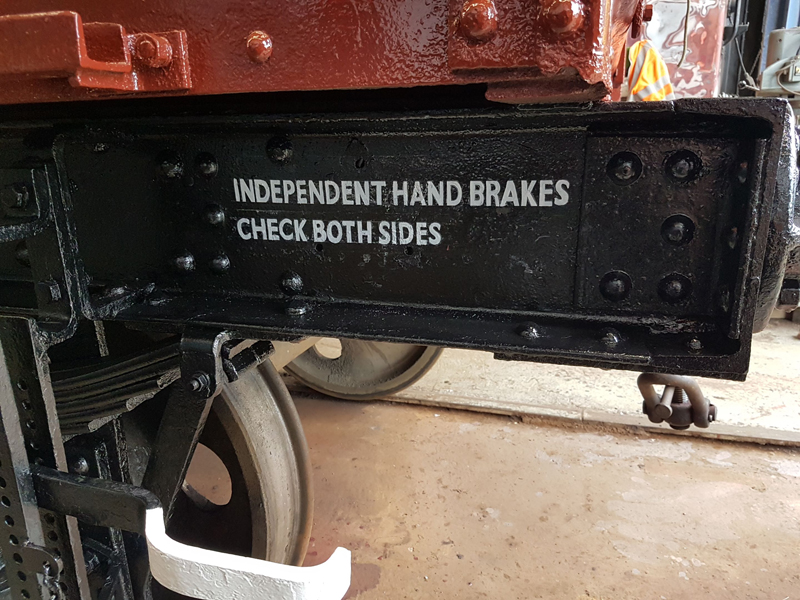 INDEPENDENT HAND BRAKES
CHECK BOTH SIDES